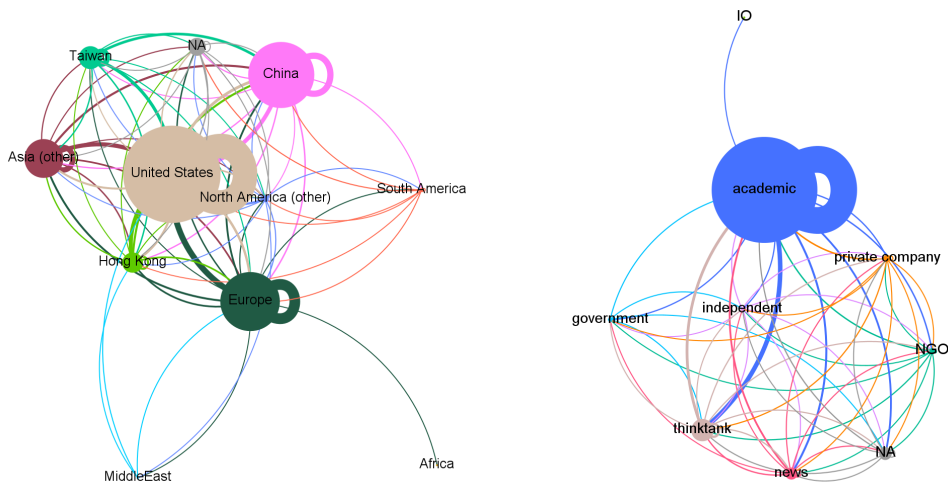 IO
NA
Taiwan
China
Asia (other)
United States
North America (other)
South America
Hong Kong
Europe
MiddleEast
Africa
academic
private company
independent
government
NGO
thinktank
NA
news